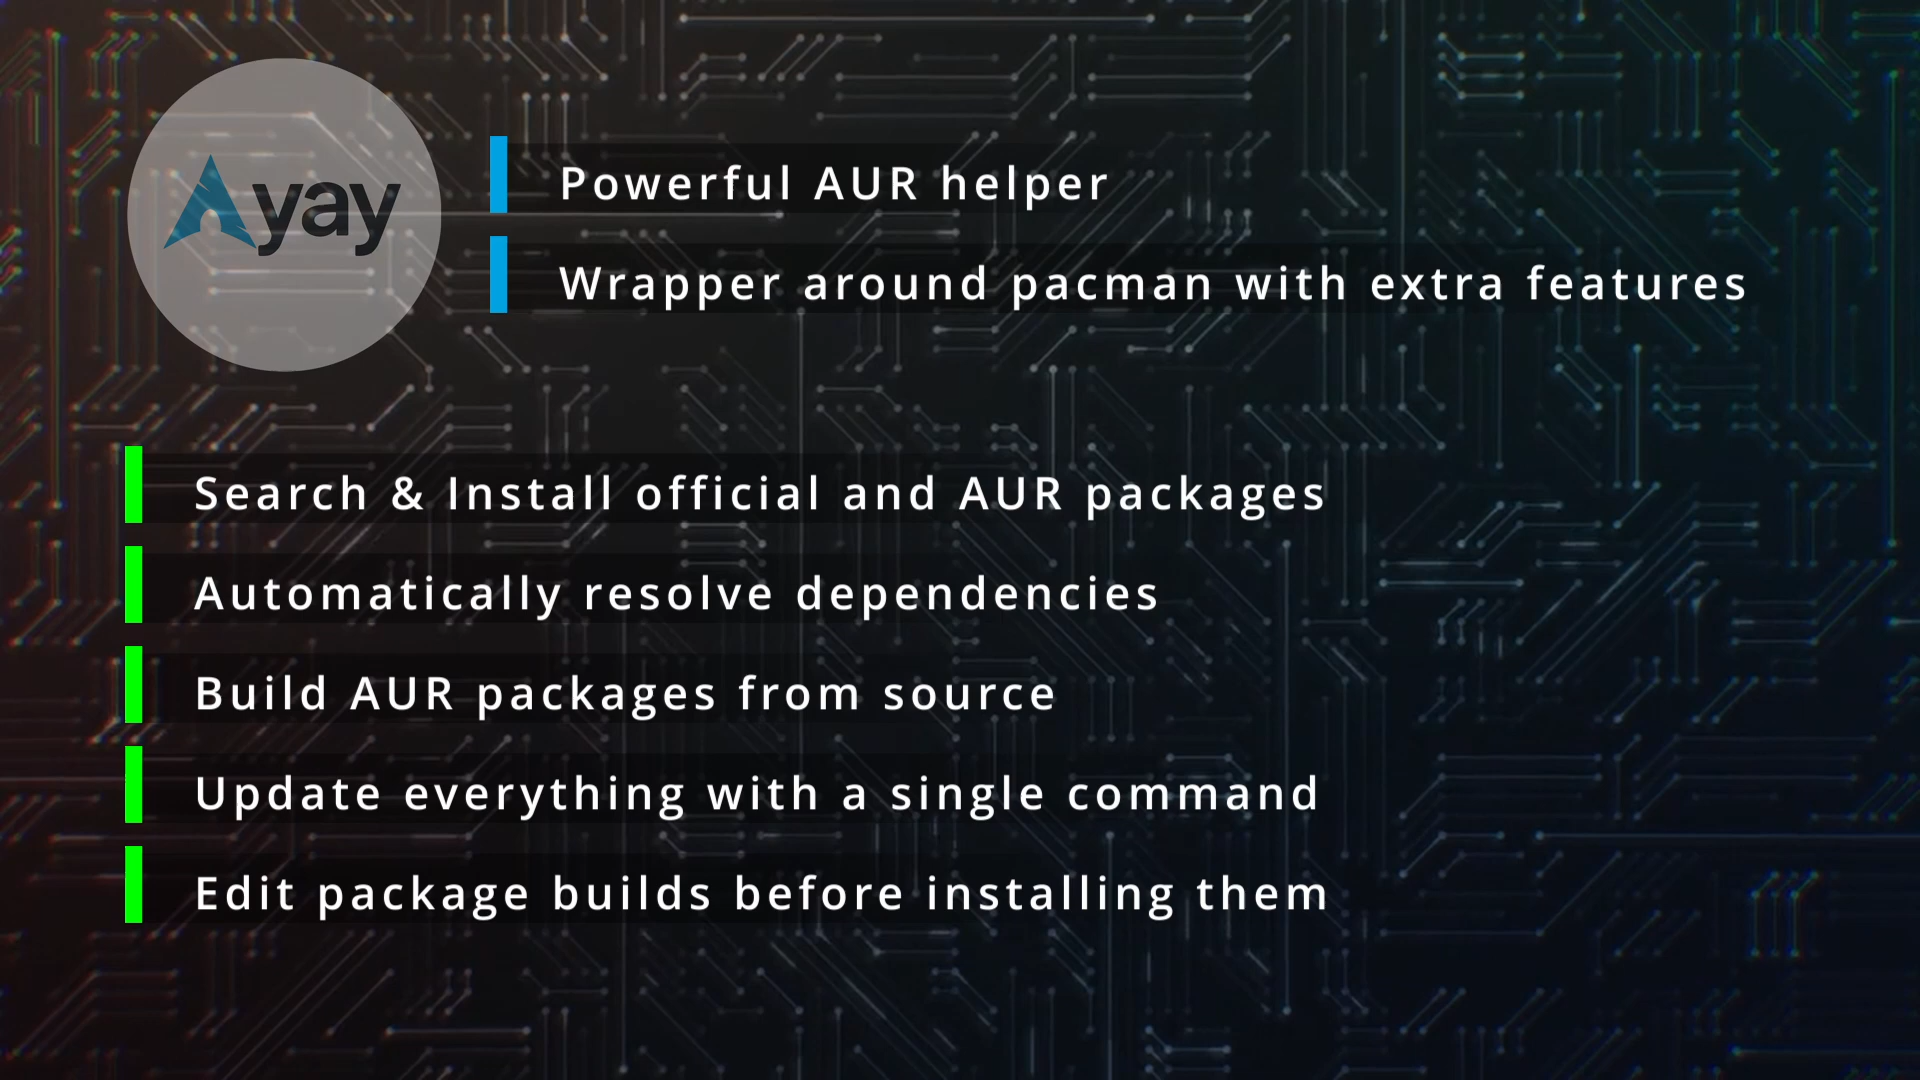 yay
Powerful AUR helper
Wrapper around pacman with extra features
Search & Install official and AUR packages
Automatically resolve dependencies
Build AUR packages from source
Update everything with a single command
Edit package builds before installing them